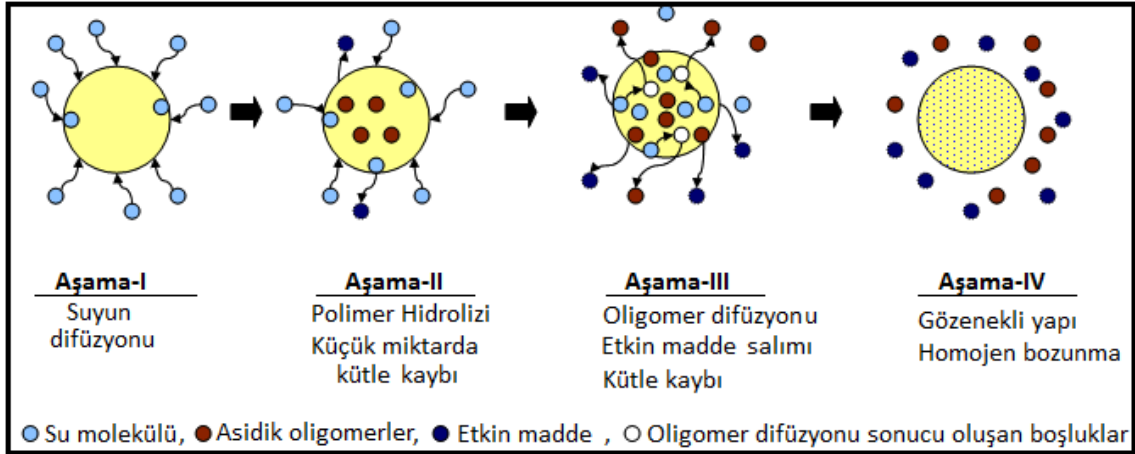 Aşama-I
Suyun
difüzyonu
Aşama-II
Polimer Hidrolizi
Küçük miktarda
kütle kaybı
Aşama-III
Oligomer difüzyonu
Etkin madde salımı
Kütle kaybı
Aşama-IV
Gözenekli yapı
Homojen bozunma
Su molekülü, Asidik oligomerler, Etkin madde , Oligomer difüzyonu sonucu oluşan boşluklar